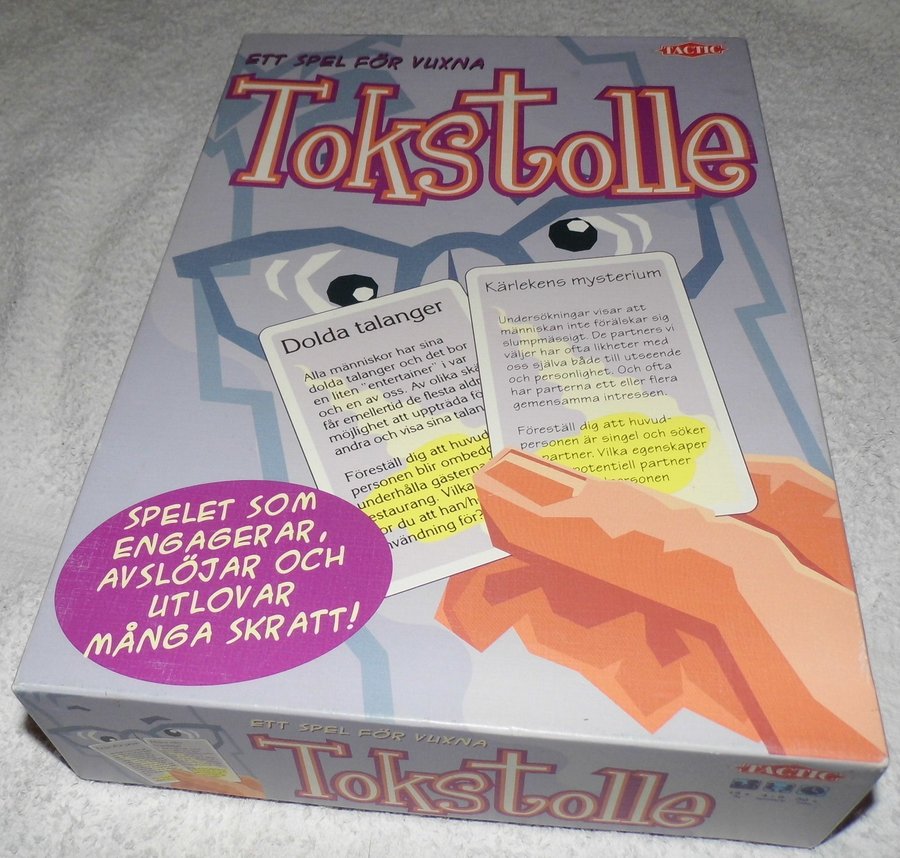 ETT SPEL FÖR VUXNA
TACTIC
Tokstolle
Dolda talanger
Alla människor har sina
dolda talanger och det bor
en liten "entertainer" i var
och en av oss. Av olika skä
får emellertid de flesta aldr
möjlighet att uppträda fö
andra och visa sina talan
Föreställ dig att huvud
personen blir ombedd
underhålla gästerna
estaurang. Vilka
or du att han/h
nvändning för?
Kärlekens mysterium
Undersökningar visar att
människan inte förälskar sig
slumpmässigt. De partners vi
väljer har ofta likheter med
oss själva både till utseende
och personlighet. Och ofta
har parterna ett eller flera
gemensamma intressen.
Föreställ dig att huvud-
personen är singel och söker
partner. Vilka egenskaper
potentiell partner
personen
SPELET SOM
ENGAGERAR,
AVSLÖJAR OCH
UTLOVAR
MÅNGA SKRATT!
ETT SPEL FÖR VUXNA
Tokstolle
TACTIC